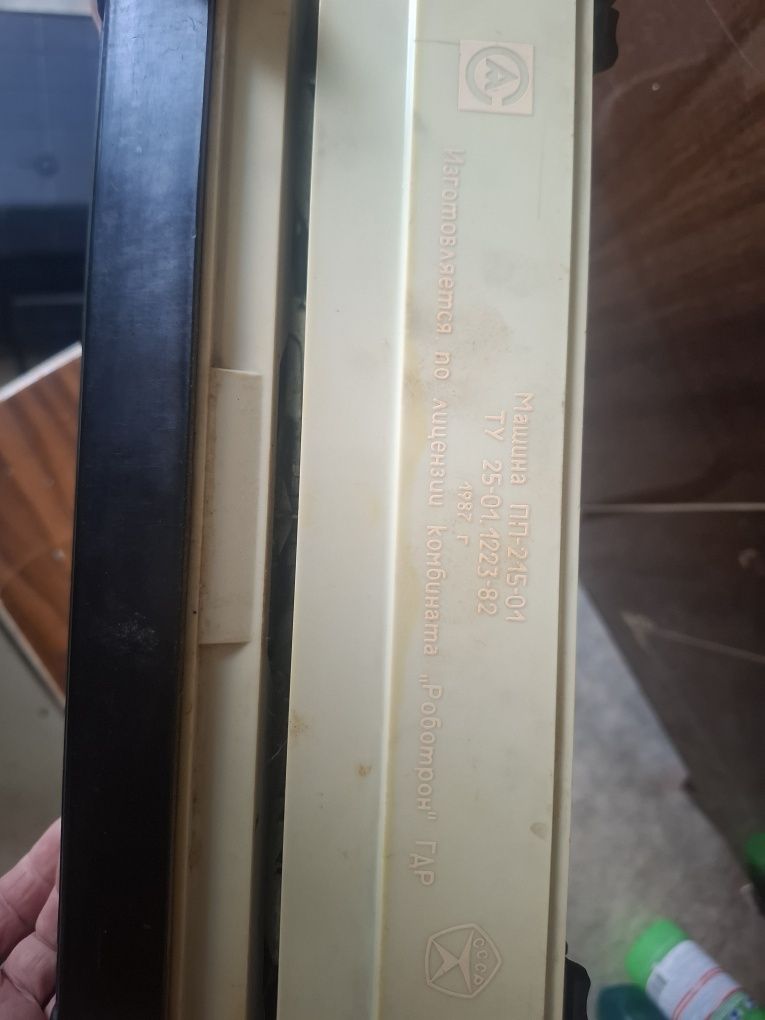 Машина ПП-215-01
ТУ 25-01.1223-82
1987 г
Изготовляется по лицензии комбината „Роботрон" ГДР
СССР